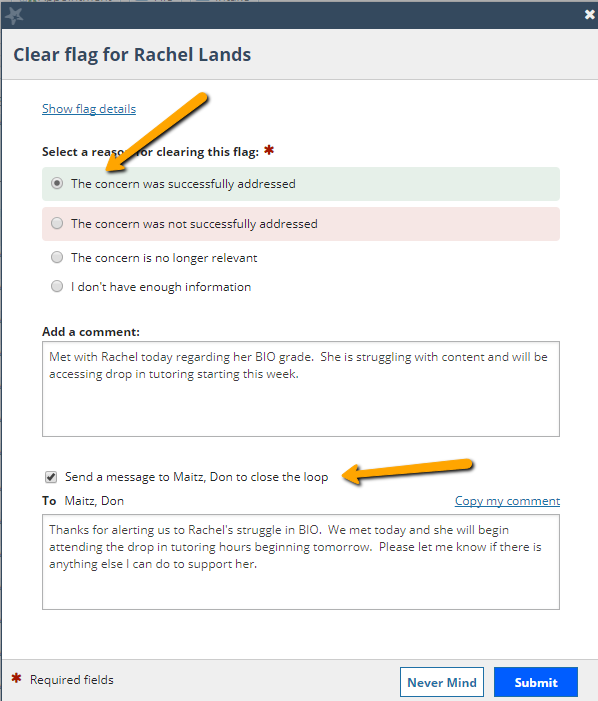 Clear flag for Rachel Lands
Show flag details
Select a reason for clearing this flag: *
The concern was successfully addressed
The concern was not successfully addressed
The concern is no longer relevant
I don't have enough information
Add a comment:
Met with Rachel today regarding her BIO grade.  She is struggling with content and will be
accessing drop in tutoring starting this week.
Send a message to Maitz, Don to close the loop
To Maitz, Don Copy my comment
Thanks for alerting us to Rachel's struggle in BIO.  We met today and she will begin
attending the drop in tutoring hours beginning tomorrow.  Please let me know if there is
anything else I can do to support her.
* Required fields Never Mind Submit